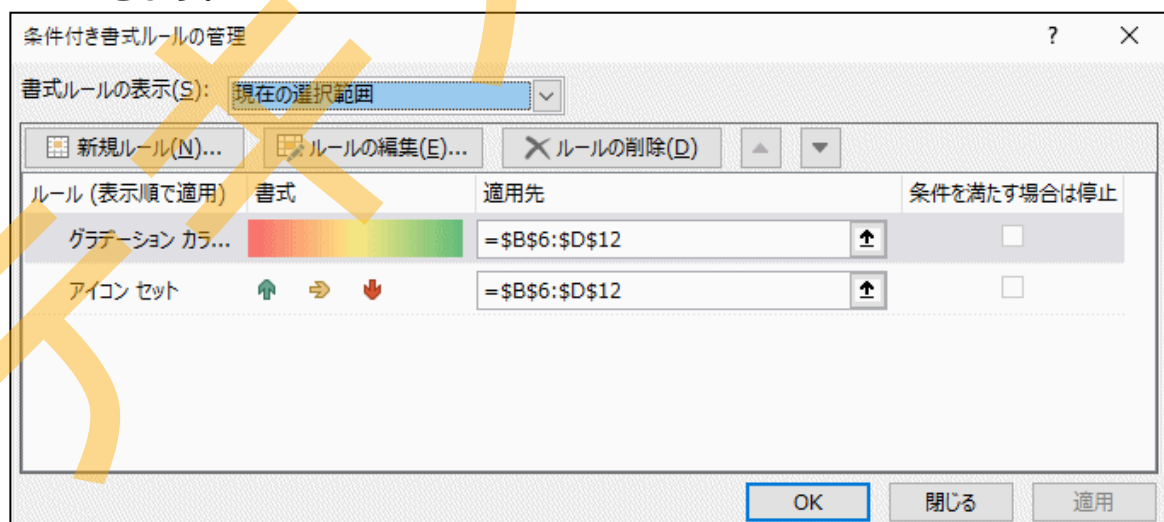 条件付き書式ルールの管理 ? ×
書式ルールの表示(S): 現在の選択範囲
新規ルール(N)... ルールの編集(E)... ルールの削除(D)
ルール (表示順で適用) 書式 適用先 条件を満たす場合は停止
グラデーション カラ... =$B$6:$D$12
アイコン セット =$B$6:$D$12
OK 閉じる 適用